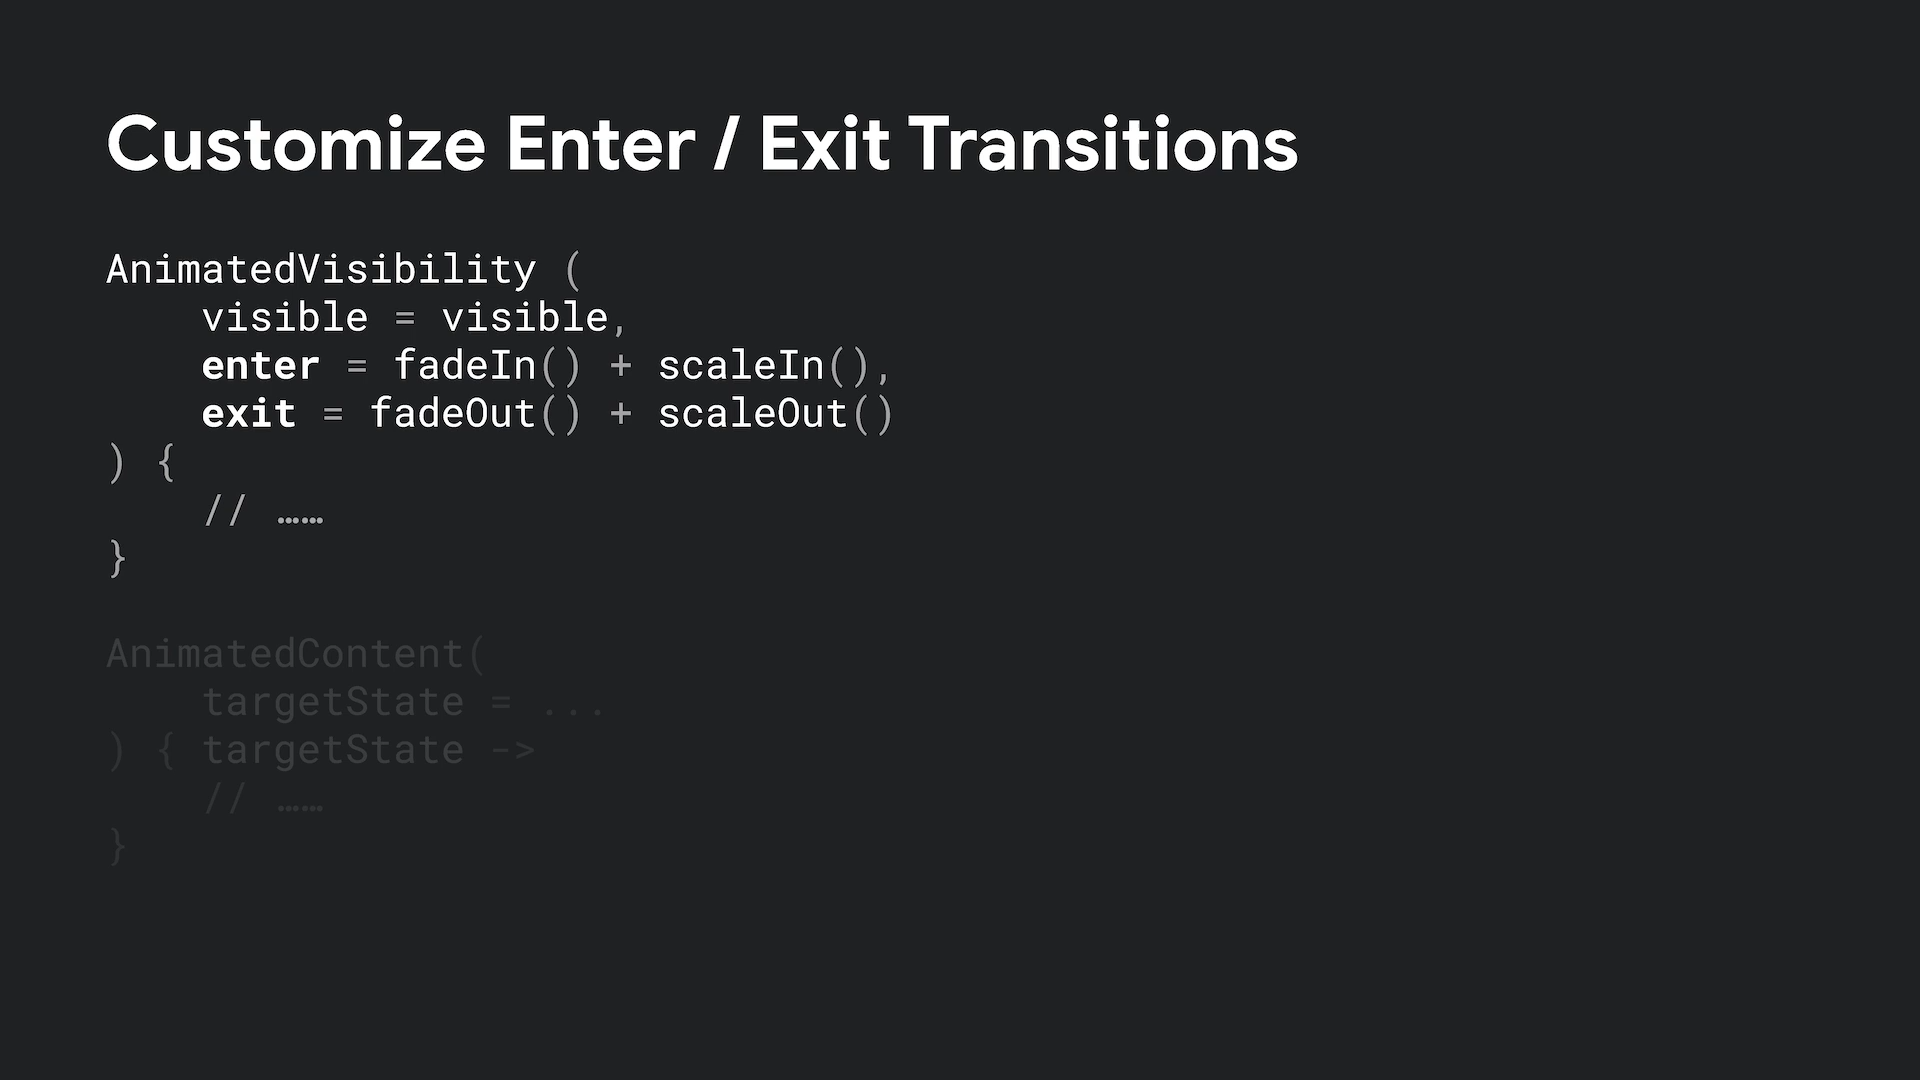 Customize Enter / Exit Transitions
AnimatedVisibility (
    visible = visible,
    enter = fadeIn() + scaleIn(),
    exit = fadeOut() + scaleOut()
) {
    // ……
}
AnimatedContent(
    targetState = ...
) { targetState ->
    // ……
}